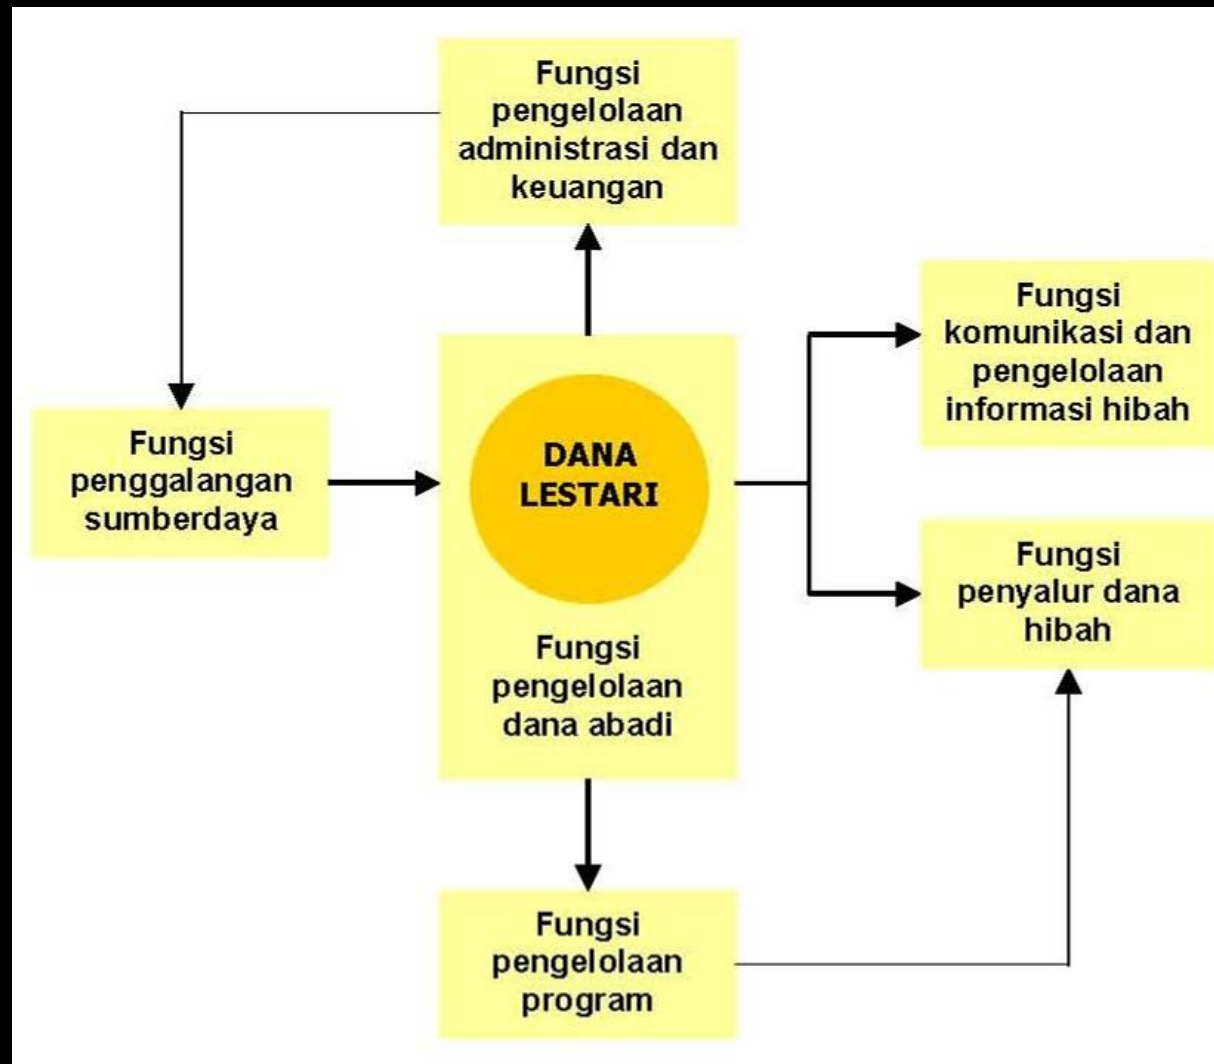 Fungsi
pengelolaan
administrasi dan
keuangan
Fungsi
komunikasi dan
pengelolaan
informasi hibah
Fungsi
penggalangan
sumberdaya
DANA
LESTARI
Fungsi
pengelolaan
dana abadi
Fungsi
penyalur dana
hibah
Fungsi
pengelolaan
program